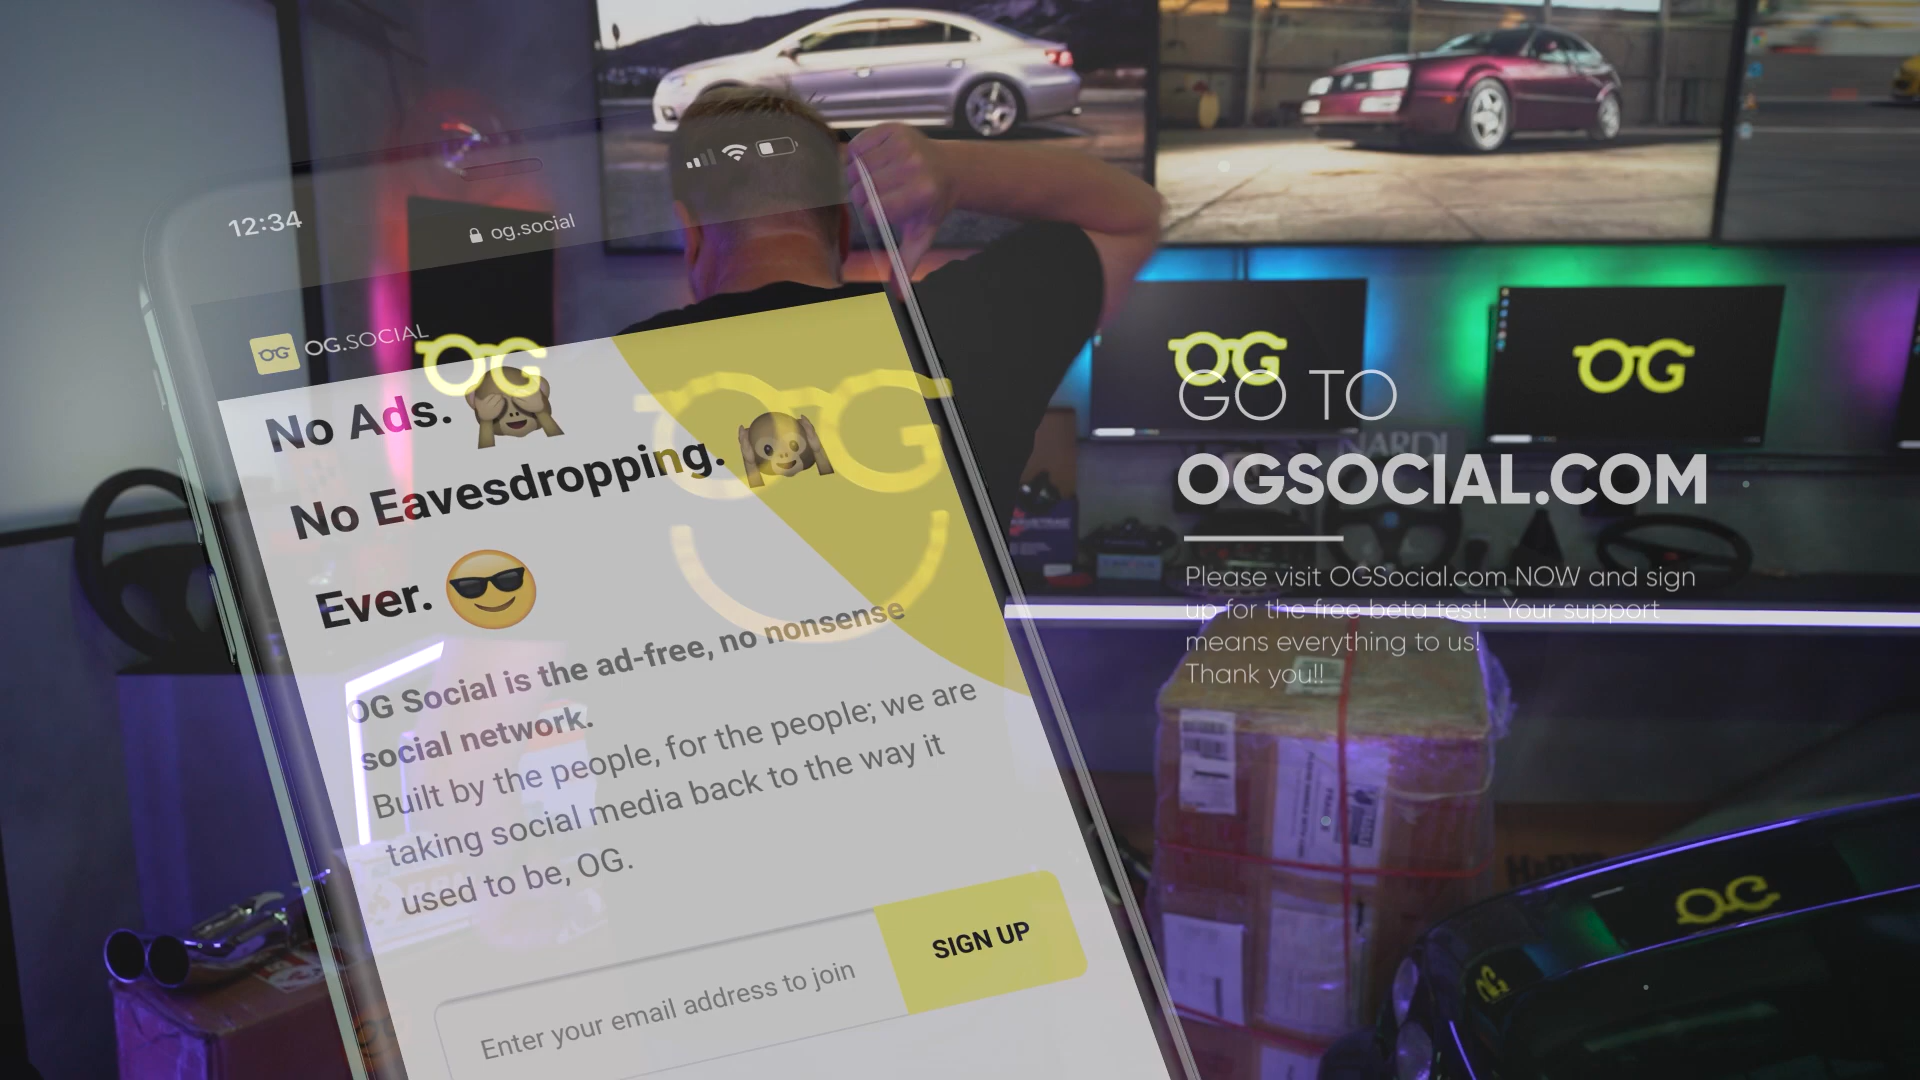 12:34
og.social
OG
OG.SOCIAL
OG
No Ads.
No Eavesdropping.
Ever.
OG Social is the ad-free, no nonsense
social network.
Built by the people, for the people; we are
taking social media back to the way it
used to be, OG.
Enter your email address to join
SIGN UP
OG
OG
OG
GO TO
NARDI
OGSOCIAL.COM
Please visit OGSocial.com NOW and sign
up for the free beta test! Your support
means everything to us!
Thank you!!
OG
OG